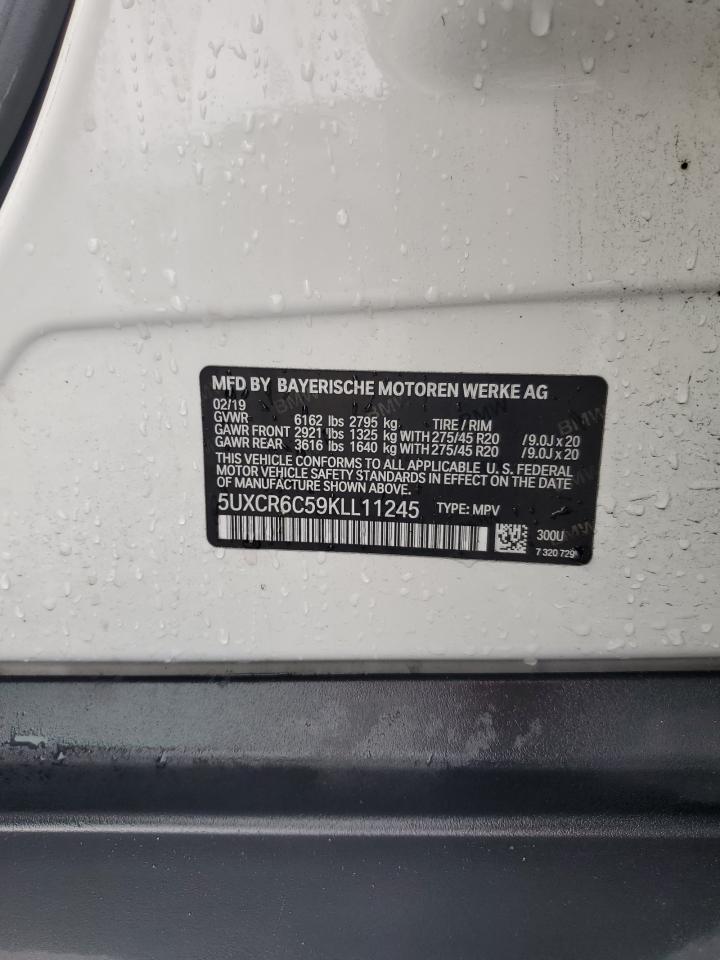 MFD BY BAYERISCHE MOTOREN WERKE AG
02/19
GVWR 6162 lbs 2795 kg TIRE / RIM
GAWR FRONT 2921 lbs 1325 kg WITH 275/45 R20 /9.0J x 20
GAWR REAR 3616 lbs 1640 kg WITH 275/45 R20 /9.0J x 20
THIS VEHICLE CONFORMS TO ALL APPLICABLE U. S. FEDERAL
MOTOR VEHICLE SAFETY STANDARDS IN EFFECT ON THE DATE
OF MANUFACTURE SHOWN ABOVE.
5UXCR6C59KLL11245 TYPE: MPV
300U
7 320 729